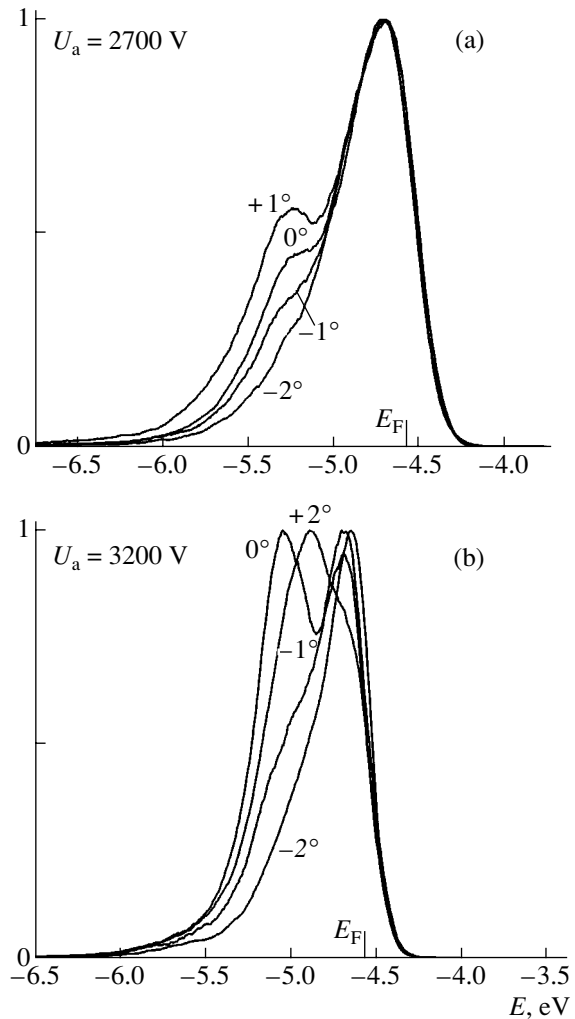 1
U_a = 2700 V
(a)
+1°
0°
−1°
−2°
E_F
0
−6.5 −6.0 −5.5 −5.0 −4.5 −4.0
1
+2°
U_a = 3200 V
0°
(b)
−1°
−2°
E_F
0
−6.5 −6.0 −5.5 −5.0 −4.5 −4.0 −3.5
E, eV